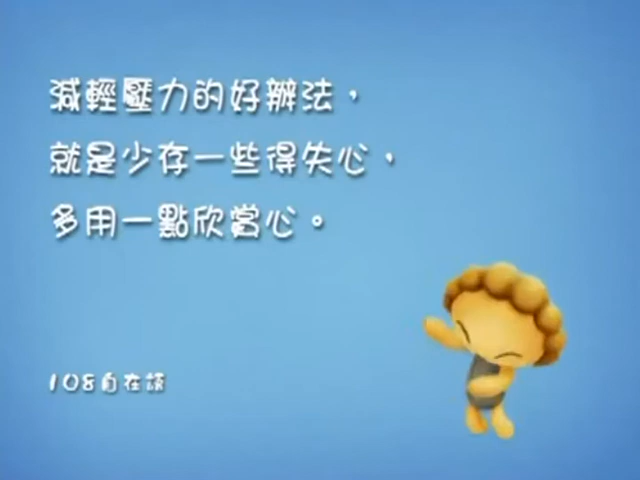 減輕壓力的好辦法，
就是少存一些得失心，
多用一點欣賞心。
108自在語